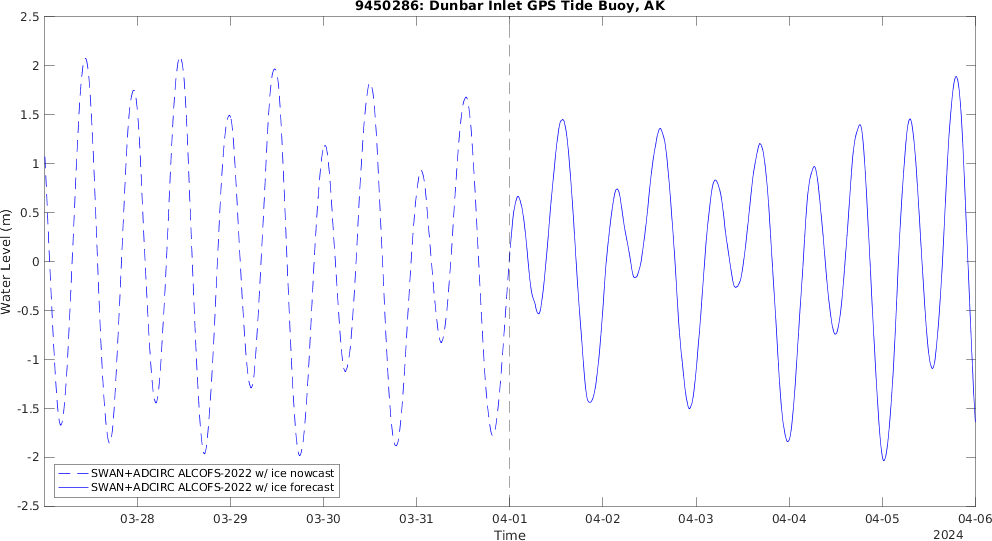 9450286: Dunbar Inlet GPS Tide Buoy, AK
2.5
2
1.5
1
0.5
0
-0.5
-1
-1.5
-2
-2.5
Water Level (m)
SWAN+ADCIRC ALCOFS-2022 w/ ice nowcast
SWAN+ADCIRC ALCOFS-2022 w/ ice forecast
03-28 03-29 03-30 03-31 04-01 04-02 04-03 04-04 04-05 04-06
Time
2024